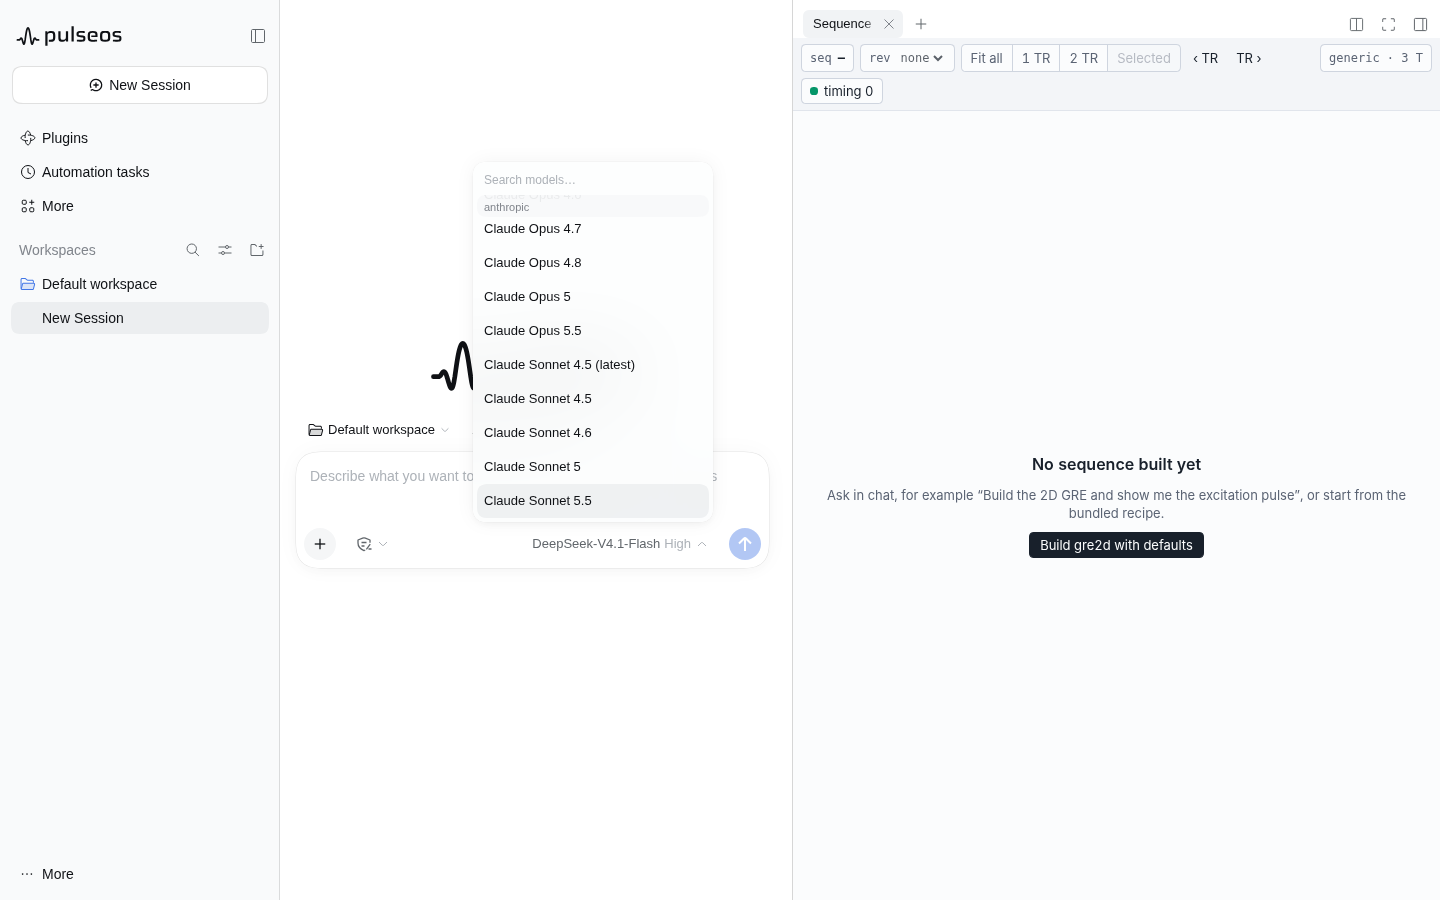 pulseos
New Session
Plugins
Automation tasks
More
Workspaces
Default workspace
New Session
More
Search models…
anthropic
Claude Opus 4.7
Claude Opus 4.8
Claude Opus 5
Claude Opus 5.5
Claude Sonnet 4.5 (latest)
Claude Sonnet 4.5
Claude Sonnet 4.6
Claude Sonnet 5
Claude Sonnet 5.5
Default workspace
Describe what you want to
DeepSeek-V4.1-Flash High
Sequence
seq – rev none Fit all 1 TR 2 TR Selected ‹ TR TR › generic · 3 T
timing 0
No sequence built yet
Ask in chat, for example “Build the 2D GRE and show me the excitation pulse”, or start from the
bundled recipe.
Build gre2d with defaults